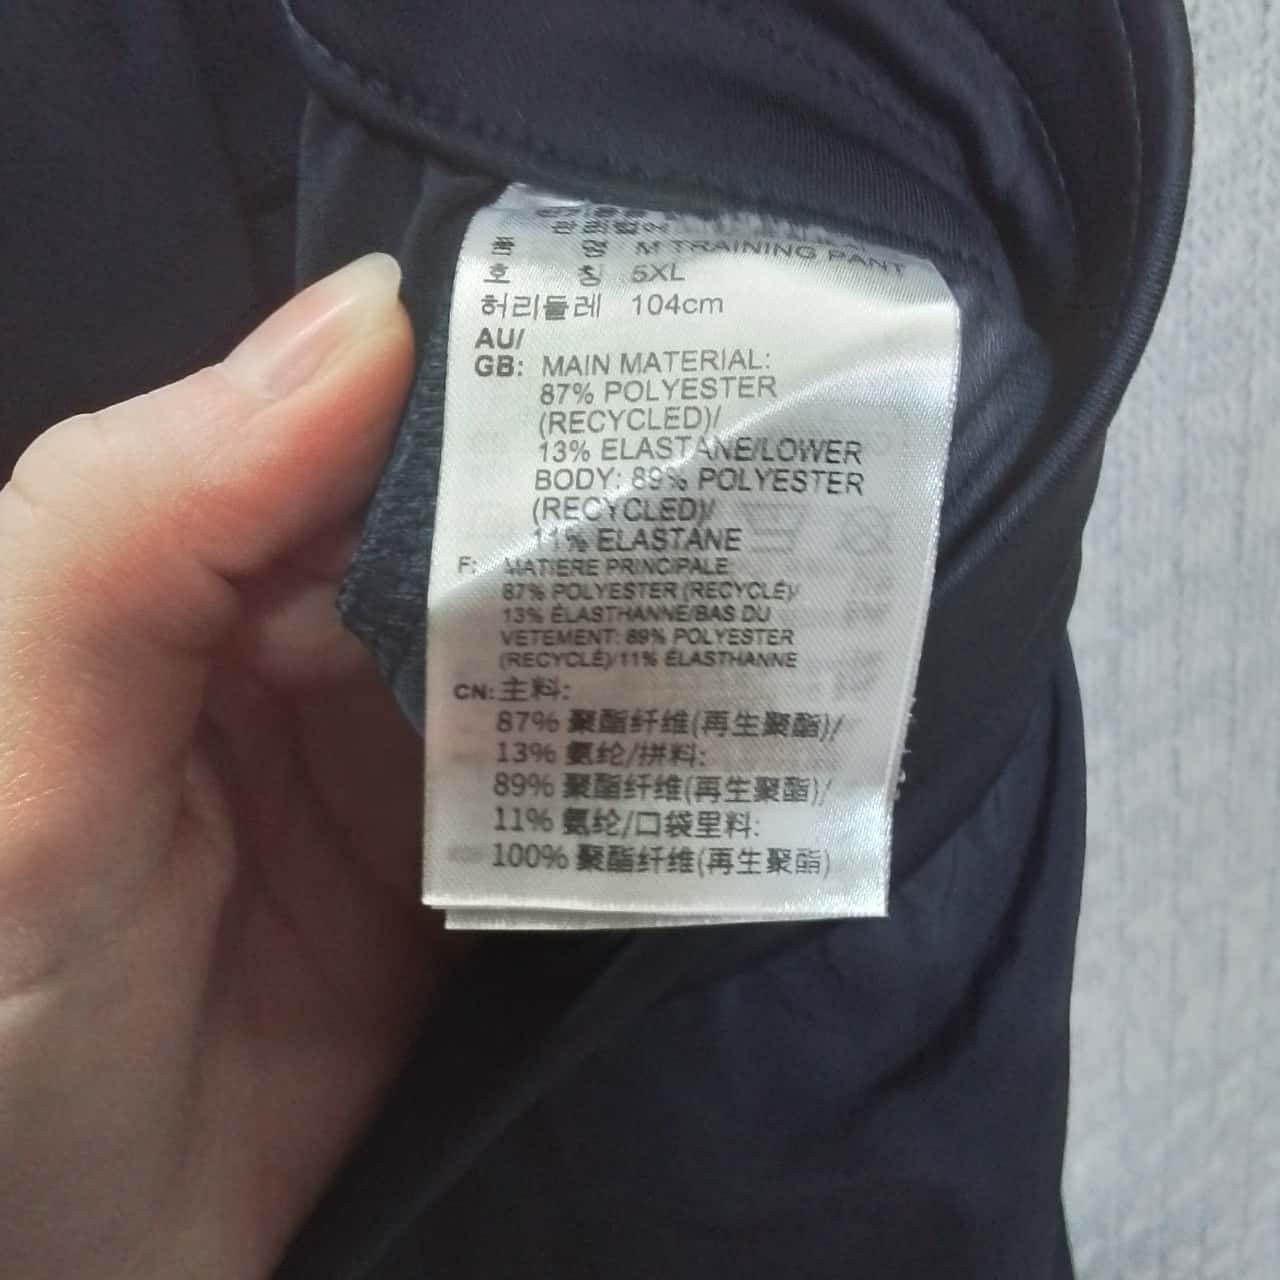 품 명 M TRAINING PANT
호 칭 5XL
허리둘레 104cm
AU/
GB: MAIN MATERIAL:
87% POLYESTER
(RECYCLED)/
13% ELASTANE/LOWER
BODY: 89% POLYESTER
(RECYCLED)/
11% ELASTANE
F: MATIERE PRINCIPALE:
87% POLYESTER (RECYCLÉ)/
13% ÉLASTHANNE/BAS DU
VETEMENT: 89% POLYESTER
(RECYCLÉ)/11% ÉLASTHANNE
CN: 主料:
87% 聚酯纤维(再生聚酯)/
13% 氨纶/拼料:
89% 聚酯纤维(再生聚酯)/
11% 氨纶/口袋里料:
100% 聚酯纤维(再生聚酯)